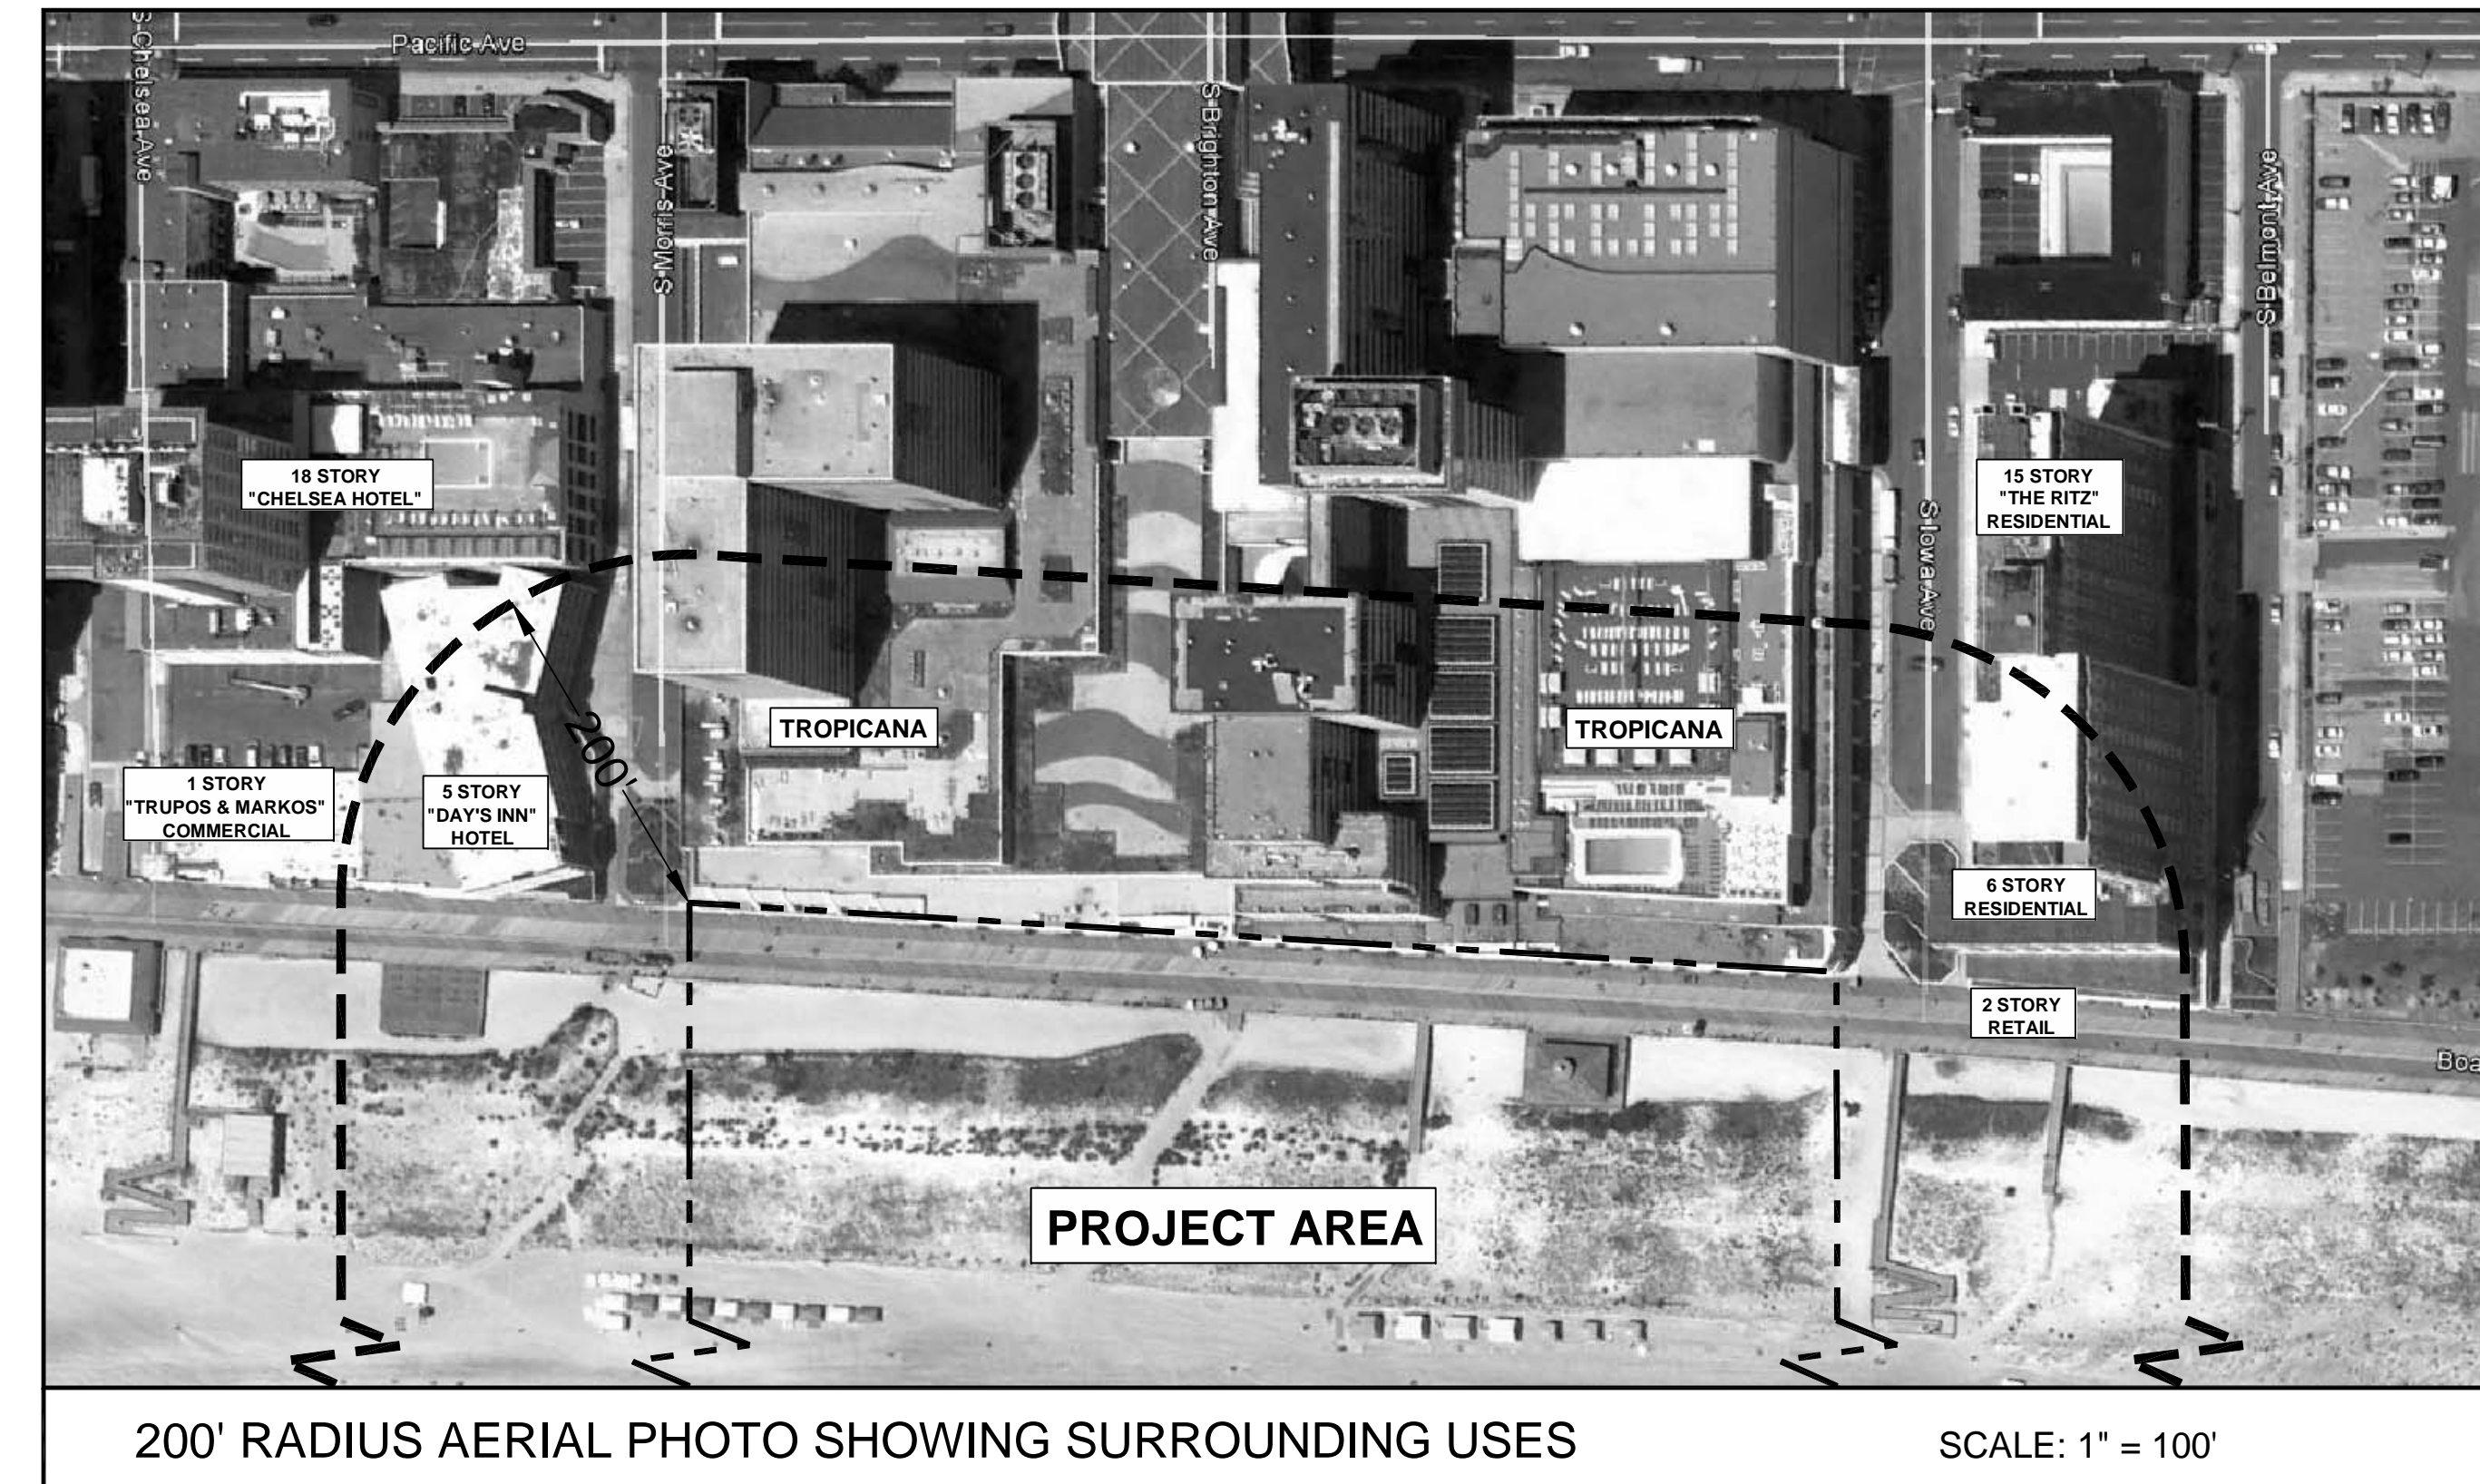 Pacific Ave
S Chelsea Ave
S Morris Ave
S Brighton Ave
S Iowa Ave
S Belmont Ave
18 STORY
"CHELSEA HOTEL"
15 STORY
"THE RITZ"
RESIDENTIAL
200'
TROPICANA
TROPICANA
1 STORY
"TRUPOS & MARKOS"
COMMERCIAL
5 STORY
"DAY'S INN"
HOTEL
6 STORY
RESIDENTIAL
2 STORY
RETAIL
Boa
PROJECT AREA
200' RADIUS AERIAL PHOTO SHOWING SURROUNDING USES
SCALE: 1" = 100'